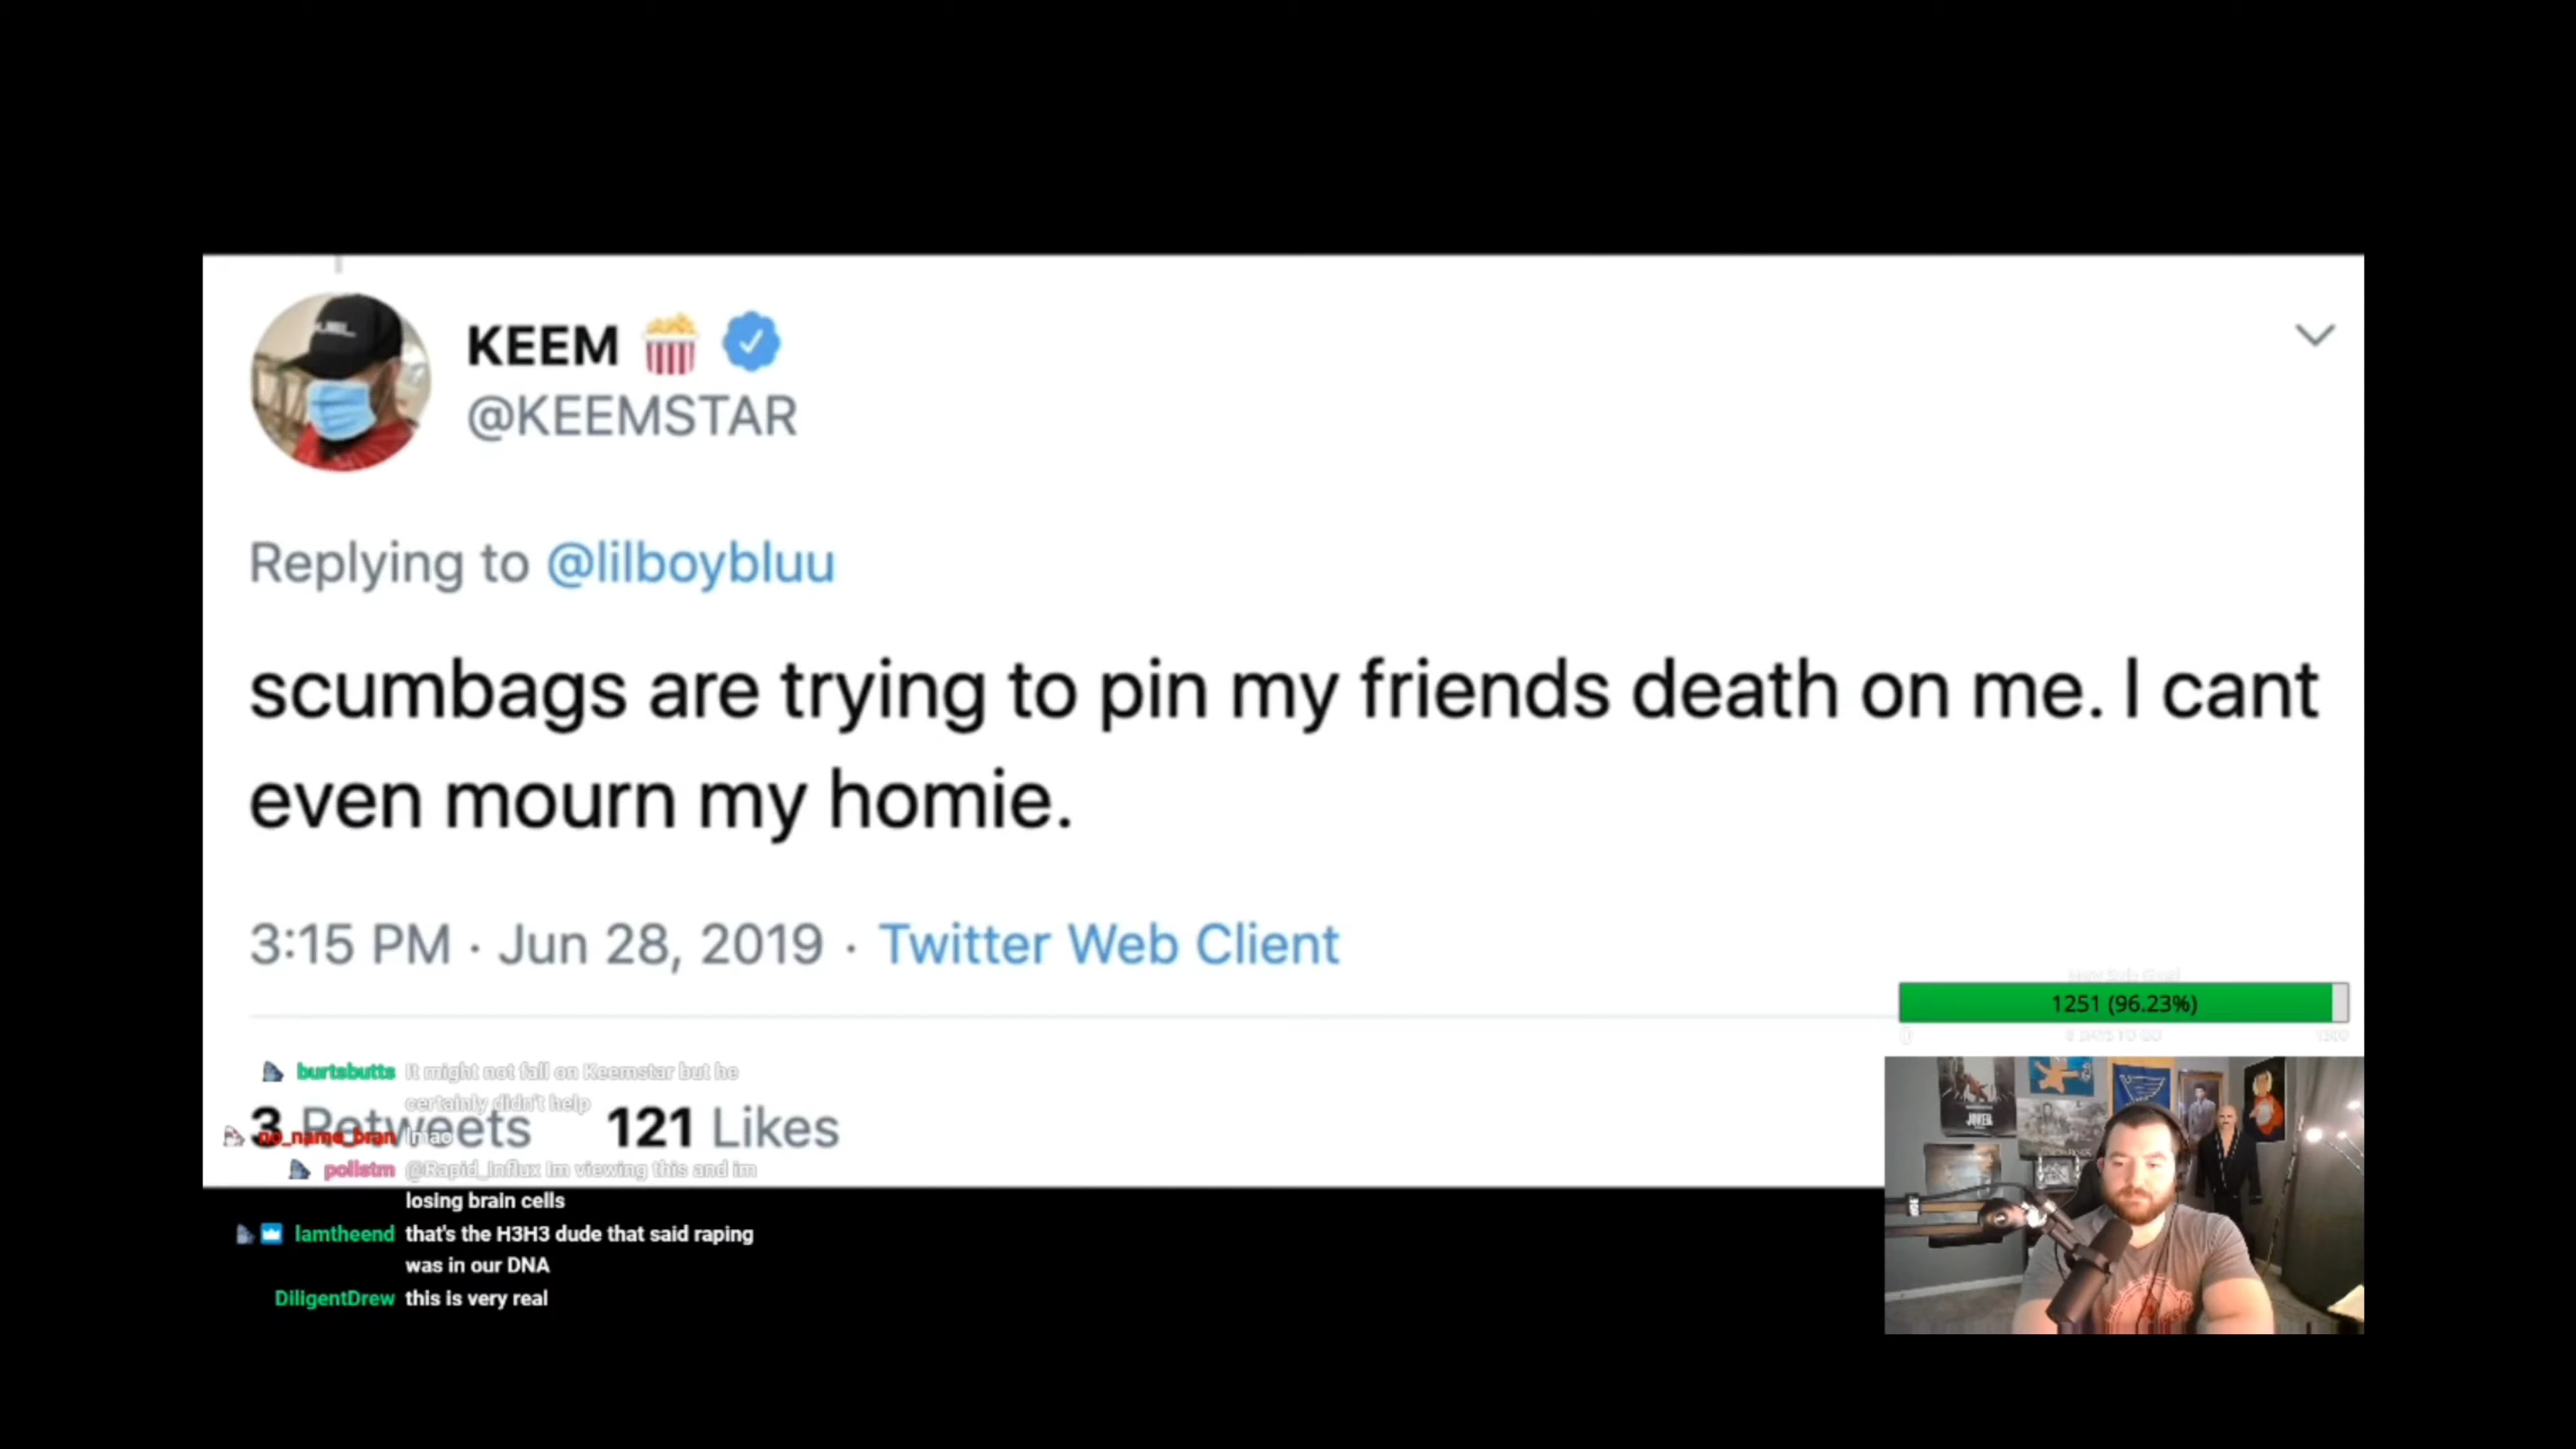 KEEM
@KEEMSTAR
Replying to @lilboybluu
scumbags are trying to pin my friends death on me. I cant
even mourn my homie.
3:15 PM · Jun 28, 2019 · Twitter Web Client
1251 (96.23%)
3 Retweets 121 Likes
burtsbutts It might not fall on Keemstar but he
certainly didn't help
no_name_bran lmao
pollstm @Rapid_Influx Im viewing this and im
losing brain cells
Iamtheend that's the H3H3 dude that said raping
was in our DNA
DiligentDrew this is very real
JOKER